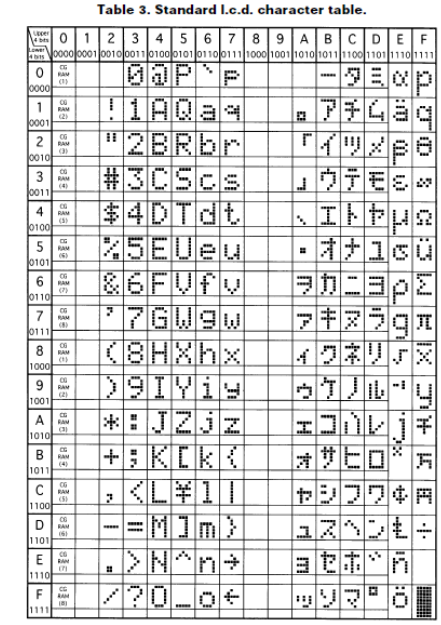 Table 3. Standard l.c.d. character table.
Upper 4 bits 0 1 2 3 4 5 6 7 8 9 A B C D E F
Lower 4 bits 0000 0001 0010 0011 0100 0101 0110 0111 1000 1001 1010 1011 1100 1101 1110 1111
0 0000 CG RAM (1) 0 @ P ` p ー タ ミ α p
1 0001 CG RAM (2) ! 1 A Q a q 。 ア チ ム ä q
2 0010 CG RAM (3) " 2 B R b r 「 イ ツ メ β θ
3 0011 CG RAM (4) # 3 C S c s 」 ウ テ モ ε ∞
4 0100 CG RAM (5) $ 4 D T d t 、 エ ト ヤ μ Ω
5 0101 CG RAM (6) % 5 E U e u ・ オ ナ ユ σ ü
6 0110 CG RAM (7) & 6 F V f v ヲ カ ニ ヨ ρ Σ
7 0111 CG RAM (8) ' 7 G W g w ァ キ ヌ ラ g π
8 1000 CG RAM (1) ( 8 H X h x ィ ク ネ リ √ x̄
9 1001 CG RAM (2) ) 9 I Y i y ゥ ケ ノ ル ⁻¹ y
A 1010 CG RAM (3) * : J Z j z ェ コ ハ レ j 千
B 1011 CG RAM (4) + ; K [ k { ォ サ ヒ ロ ˣ 万
C 1100 CG RAM (5) , < L ¥ l | ャ シ フ ワ ¢ 円
D 1101 CG RAM (6) - = M ] m } ュ ス ヘ ン £ ÷
E 1110 CG RAM (7) . > N ^ n → ョ セ ホ ゛ ñ
F 1111 CG RAM (8) / ? O _ o ← ッ ソ マ ゜ ö █